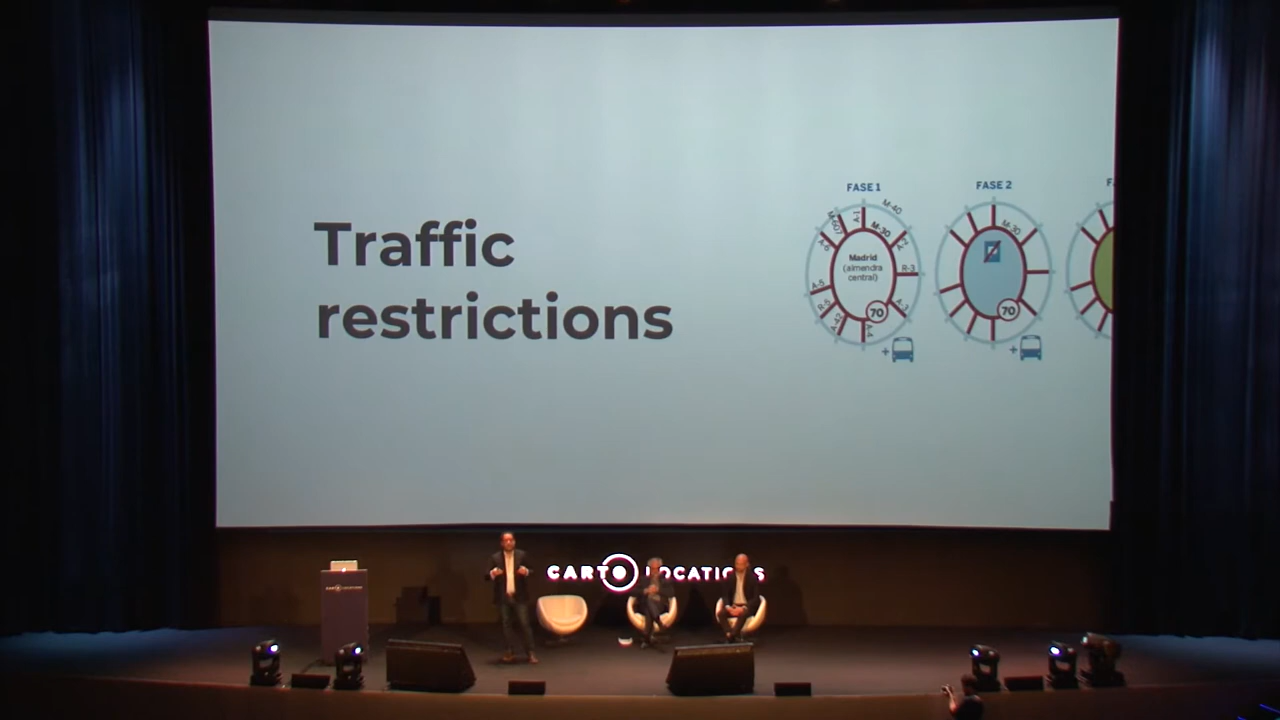 Traffic
restrictions
FASE 1
M-40
M-607
A-1
M-30
A-6
A-2
Madrid
(almendra
central)
R-3
A-5
R-5
A-3
A-42
A-4
70
+
FASE 2
M-30
70
+
CARTO LOCATIONS